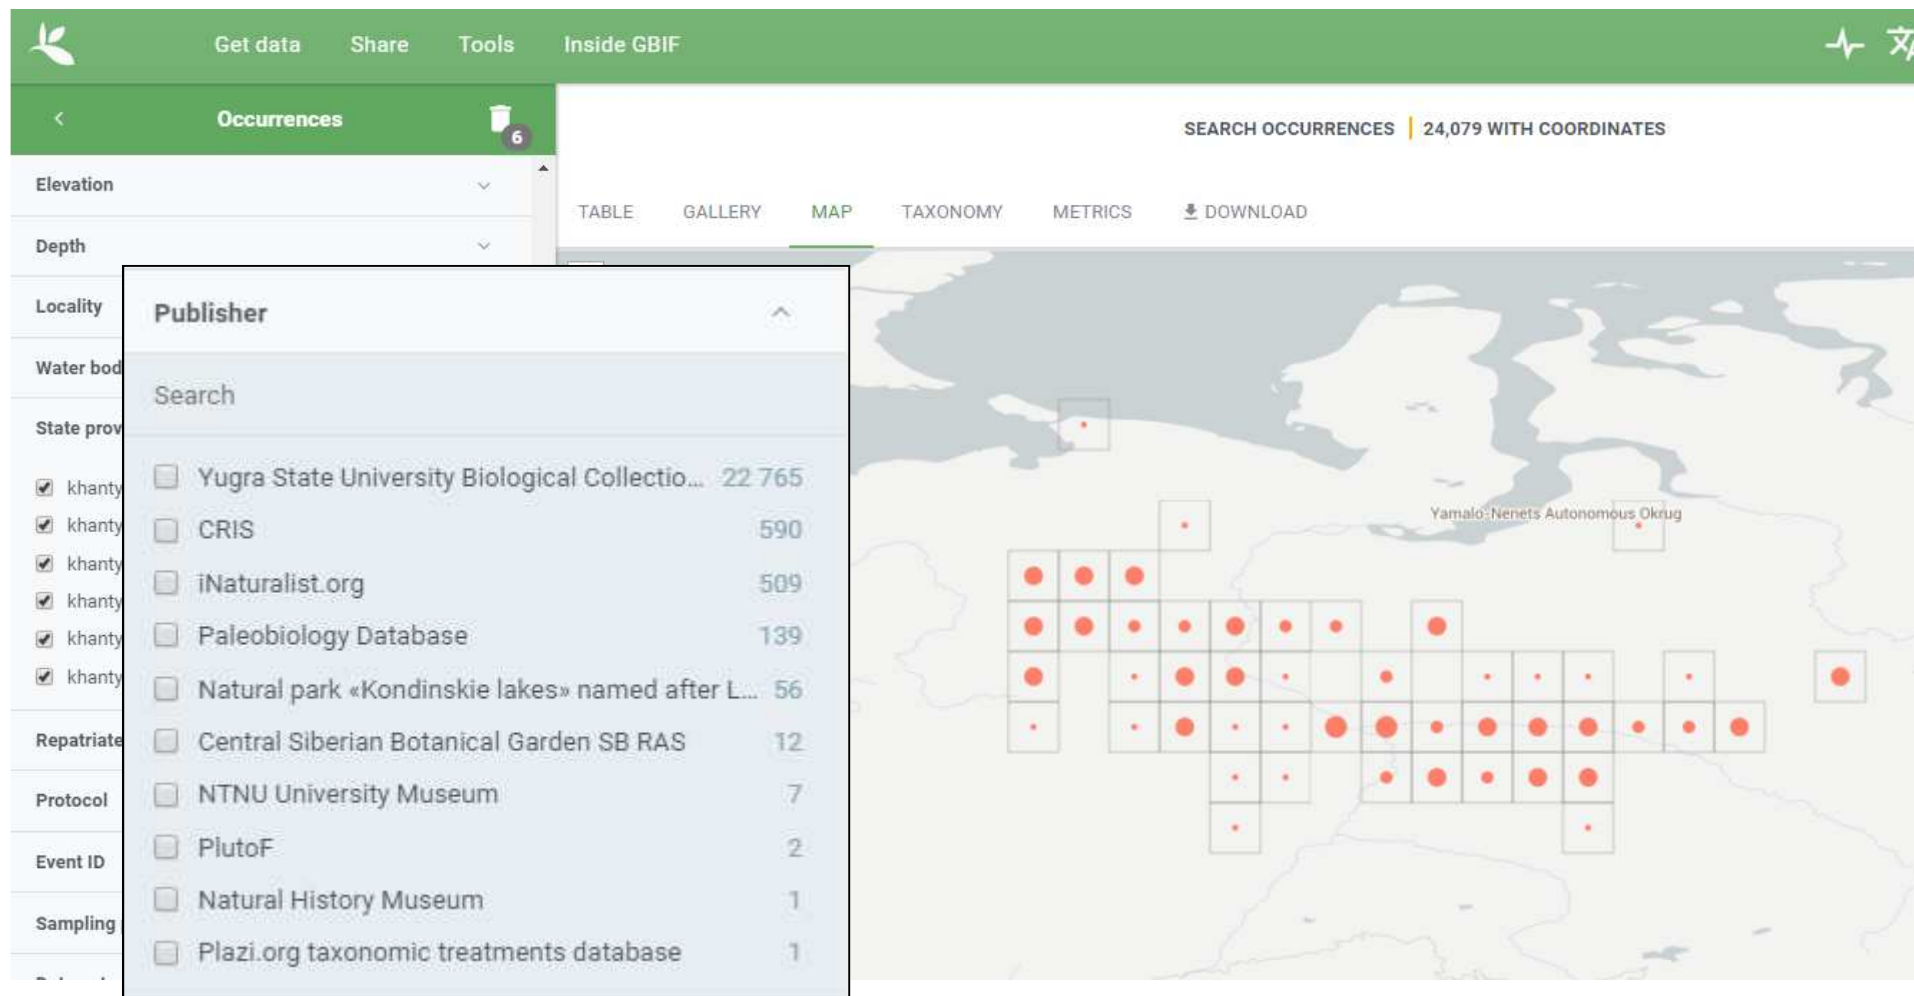 Get data Share Tools Inside GBIF
Occurrences 6
SEARCH OCCURRENCES | 24,079 WITH COORDINATES
TABLE GALLERY MAP TAXONOMY METRICS DOWNLOAD
Elevation
Depth
Locality
Water bod
State prov
khanty
khanty
khanty
khanty
khanty
khanty
Repatriate
Protocol
Event ID
Sampling
Publisher
Search
Yugra State University Biological Collectio... 22 765
CRIS 590
iNaturalist.org 509
Paleobiology Database 139
Natural park «Kondinskie lakes» named after L... 56
Central Siberian Botanical Garden SB RAS 12
NTNU University Museum 7
PlutoF 2
Natural History Museum 1
Plazi.org taxonomic treatments database 1
Yamalo-Nenets Autonomous Okrug